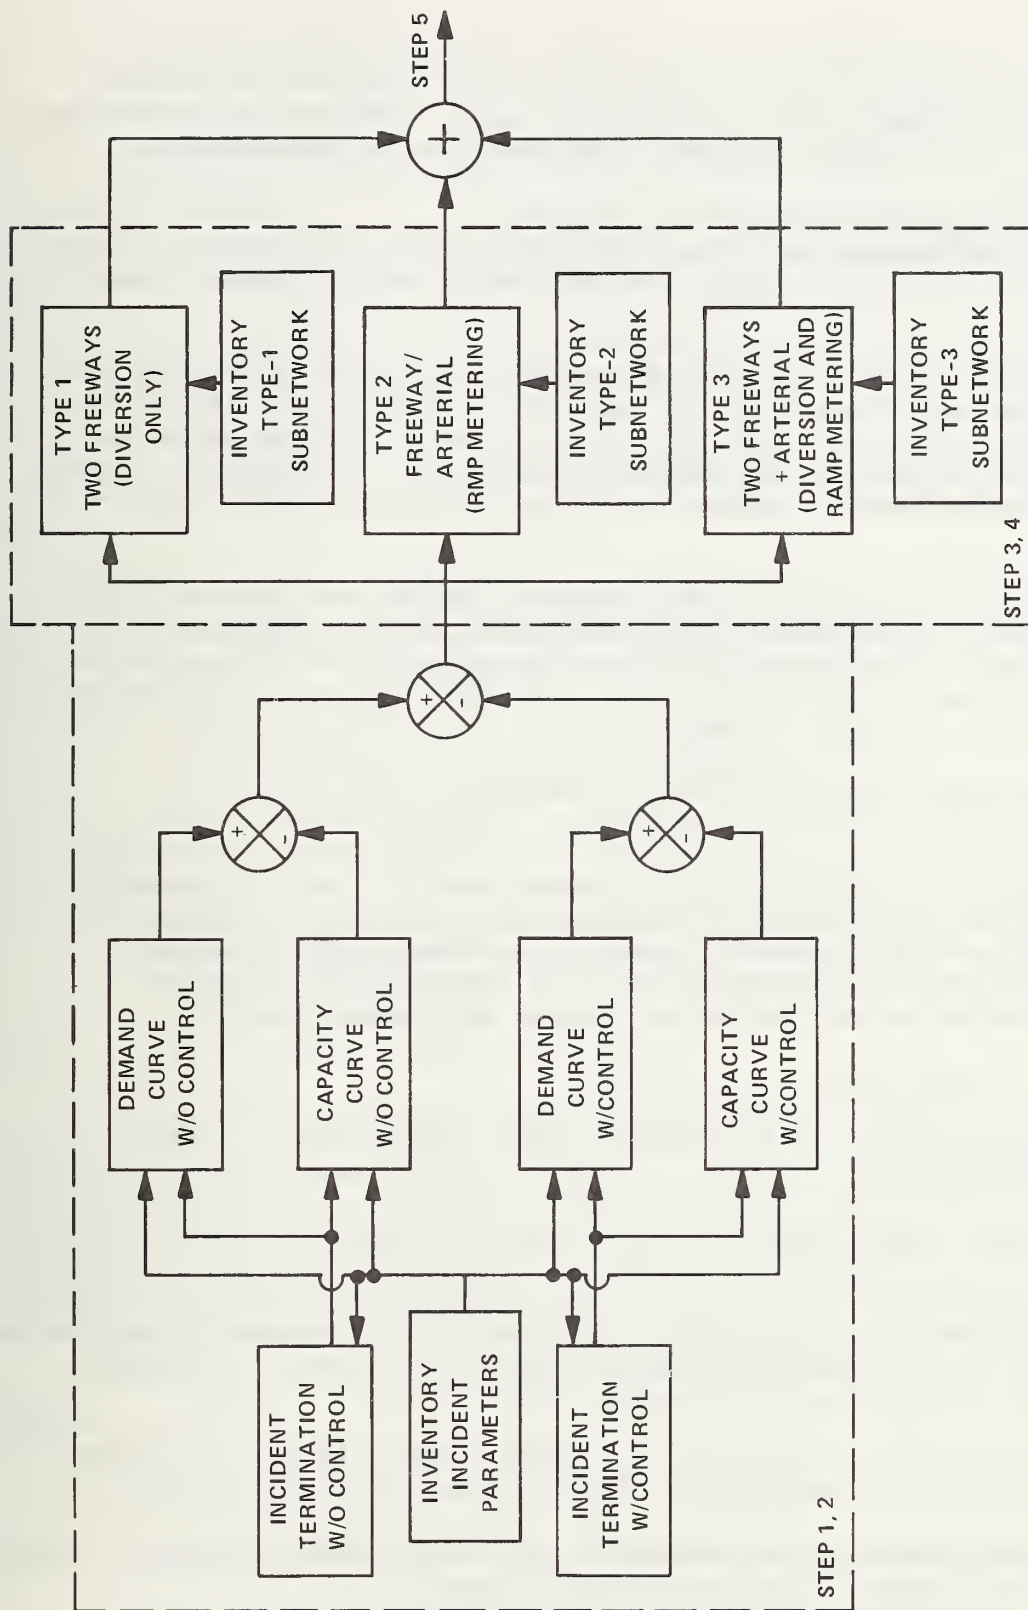 INCIDENT
TERMINATION
W/O CONTROL
INVENTORY
INCIDENT
PARAMETERS
INCIDENT
TERMINATION
W/CONTROL
STEP 1, 2
DEMAND
CURVE
W/O CONTROL
CAPACITY
CURVE
W/O CONTROL
DEMAND
CURVE
W/CONTROL
CAPACITY
CURVE
W/CONTROL
+
-
+
-
+
-
TYPE 1
TWO FREEWAYS
(DIVERSION
ONLY)
INVENTORY
TYPE-1
SUBNETWORK
TYPE 2
FREEWAY/
ARTERIAL
(RMP METERING)
INVENTORY
TYPE-2
SUBNETWORK
TYPE 3
TWO FREEWAYS
+ ARTERIAL
(DIVERSION AND
RAMP METERING)
INVENTORY
TYPE-3
SUBNETWORK
STEP 3, 4
+
STEP 5